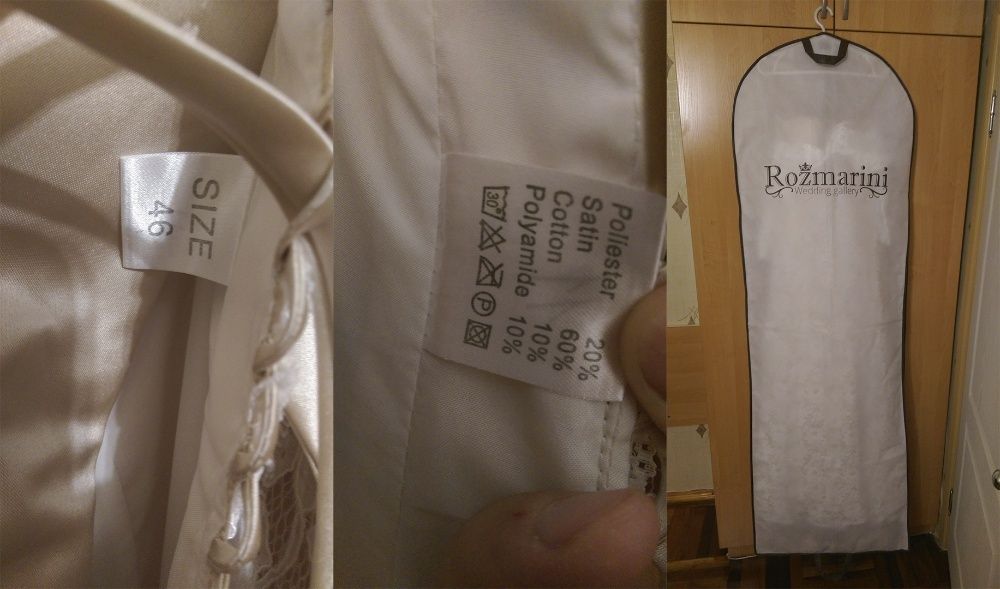 SIZE
46
Poliester 20%
Satin 60%
Cotton 10%
Polyamide 10%
30° P
Rozmarini
Wedding gallery